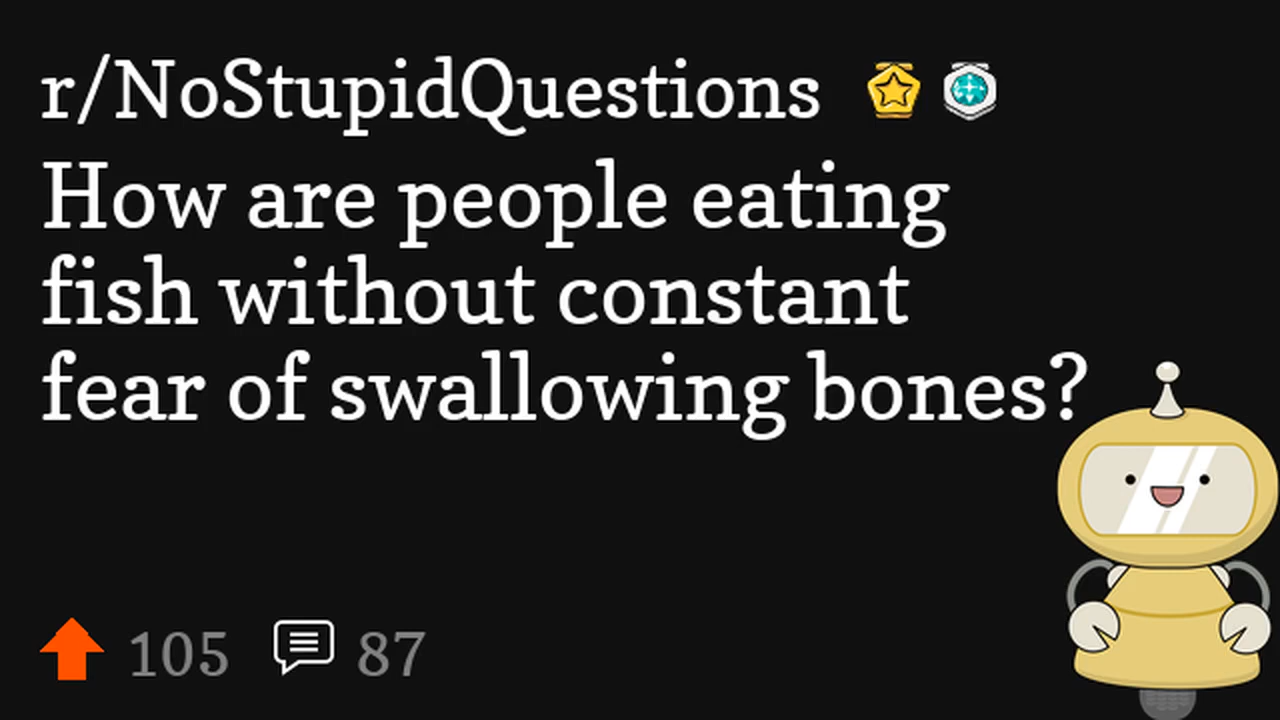 r/NoStupidQuestions
How are people eating
fish without constant
fear of swallowing bones?
105 87